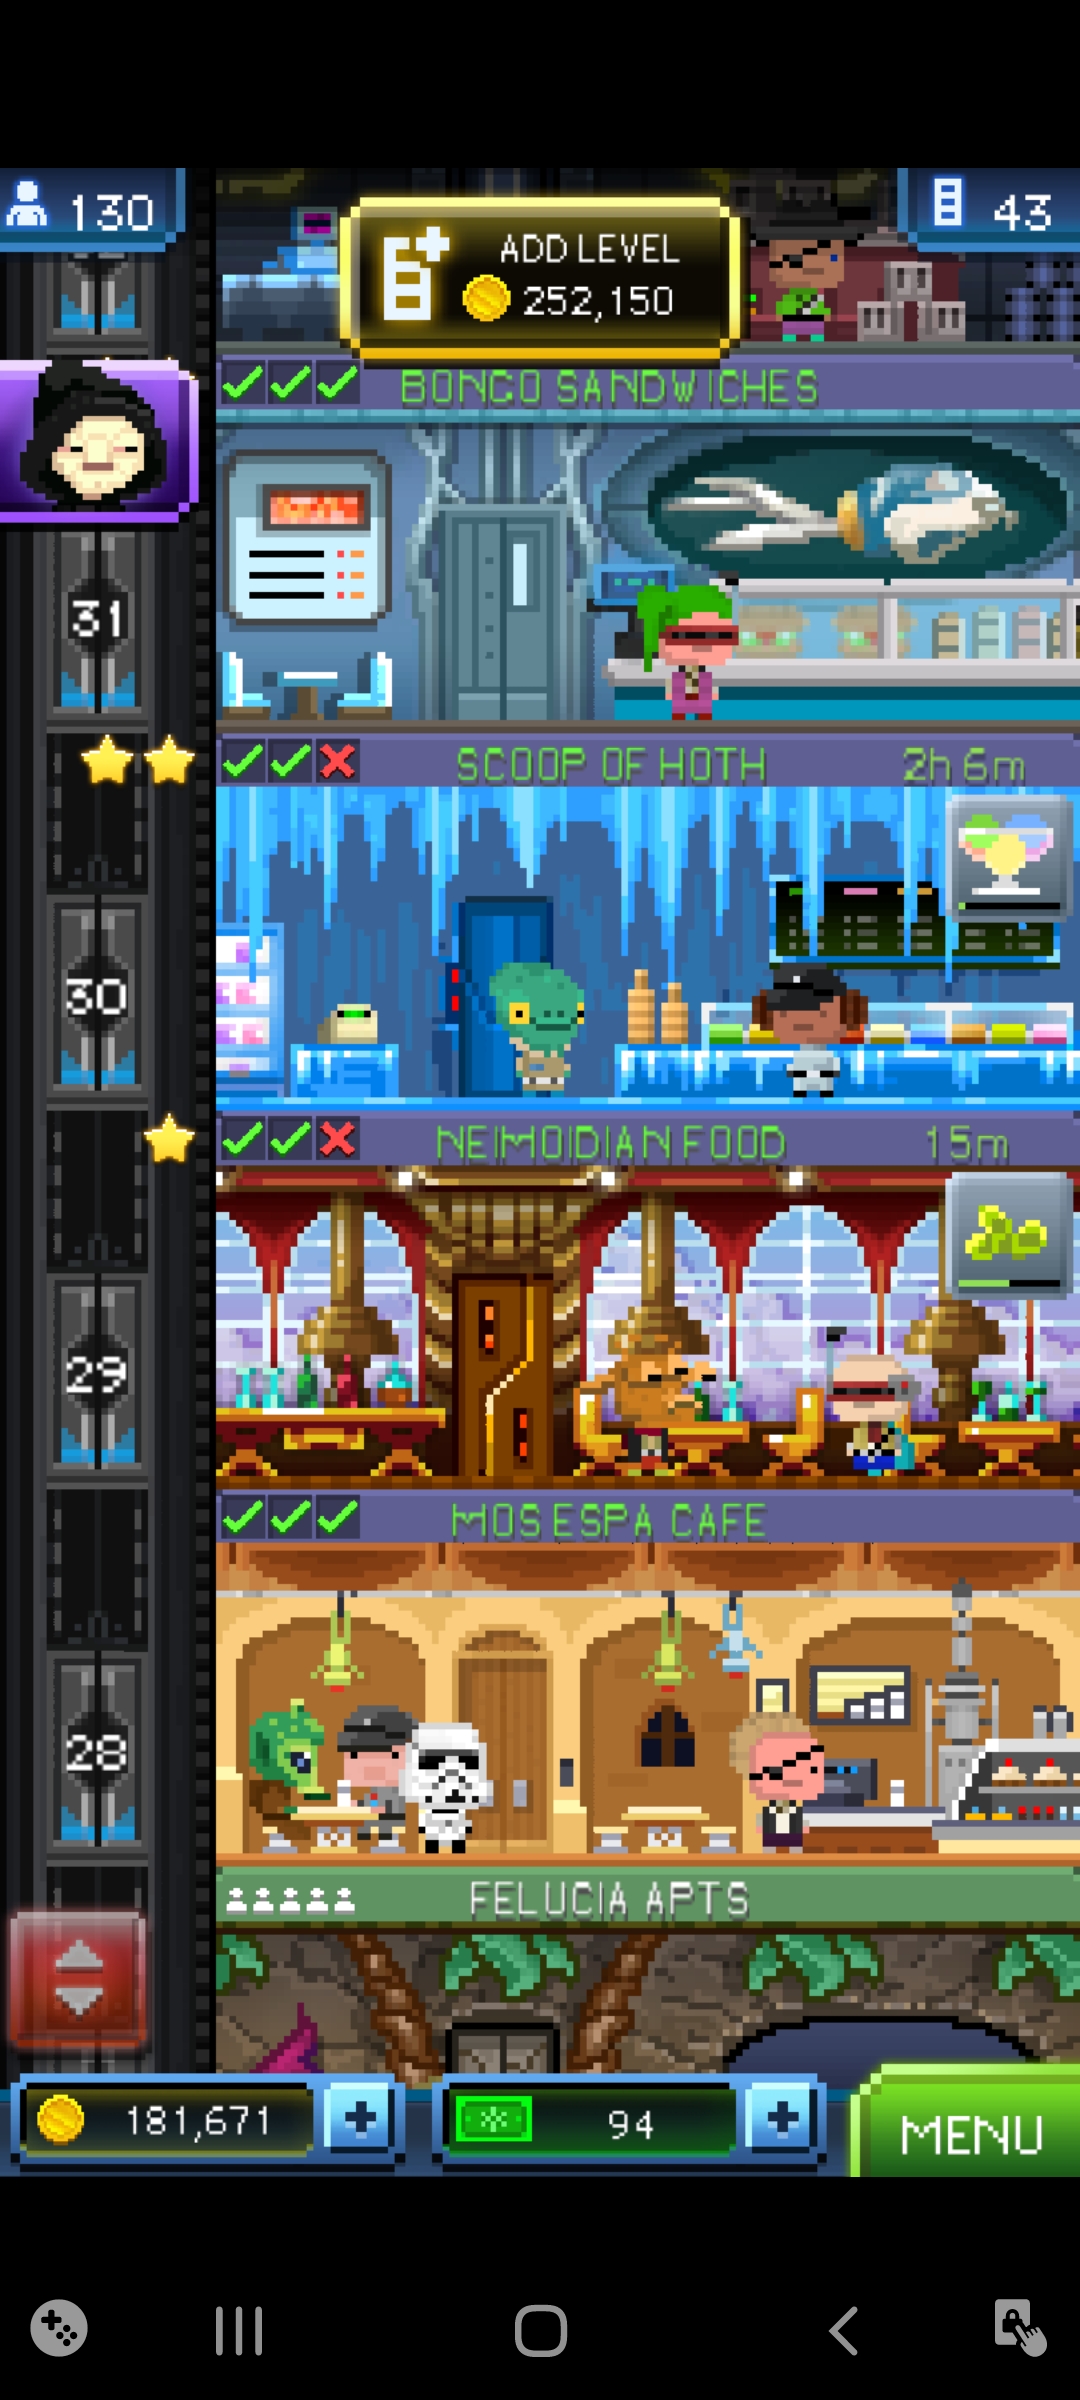 130
ADD LEVEL
252,150
43
BONGO SANDWICHES
31
SCOOP OF HOTH 2h 6m
30
NEIMOIDIAN FOOD 15m
29
MOS ESPA CAFE
28
FELUCIA APTS
181,671
94
MENU